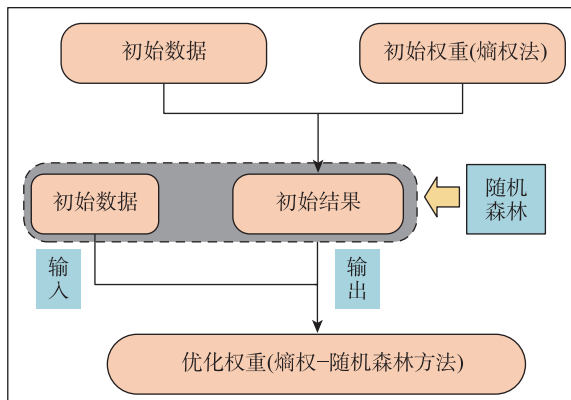 初始数据
初始权重(熵权法)
初始数据
初始结果
随机
森林
输
入
输
出
优化权重(熵权-随机森林方法)